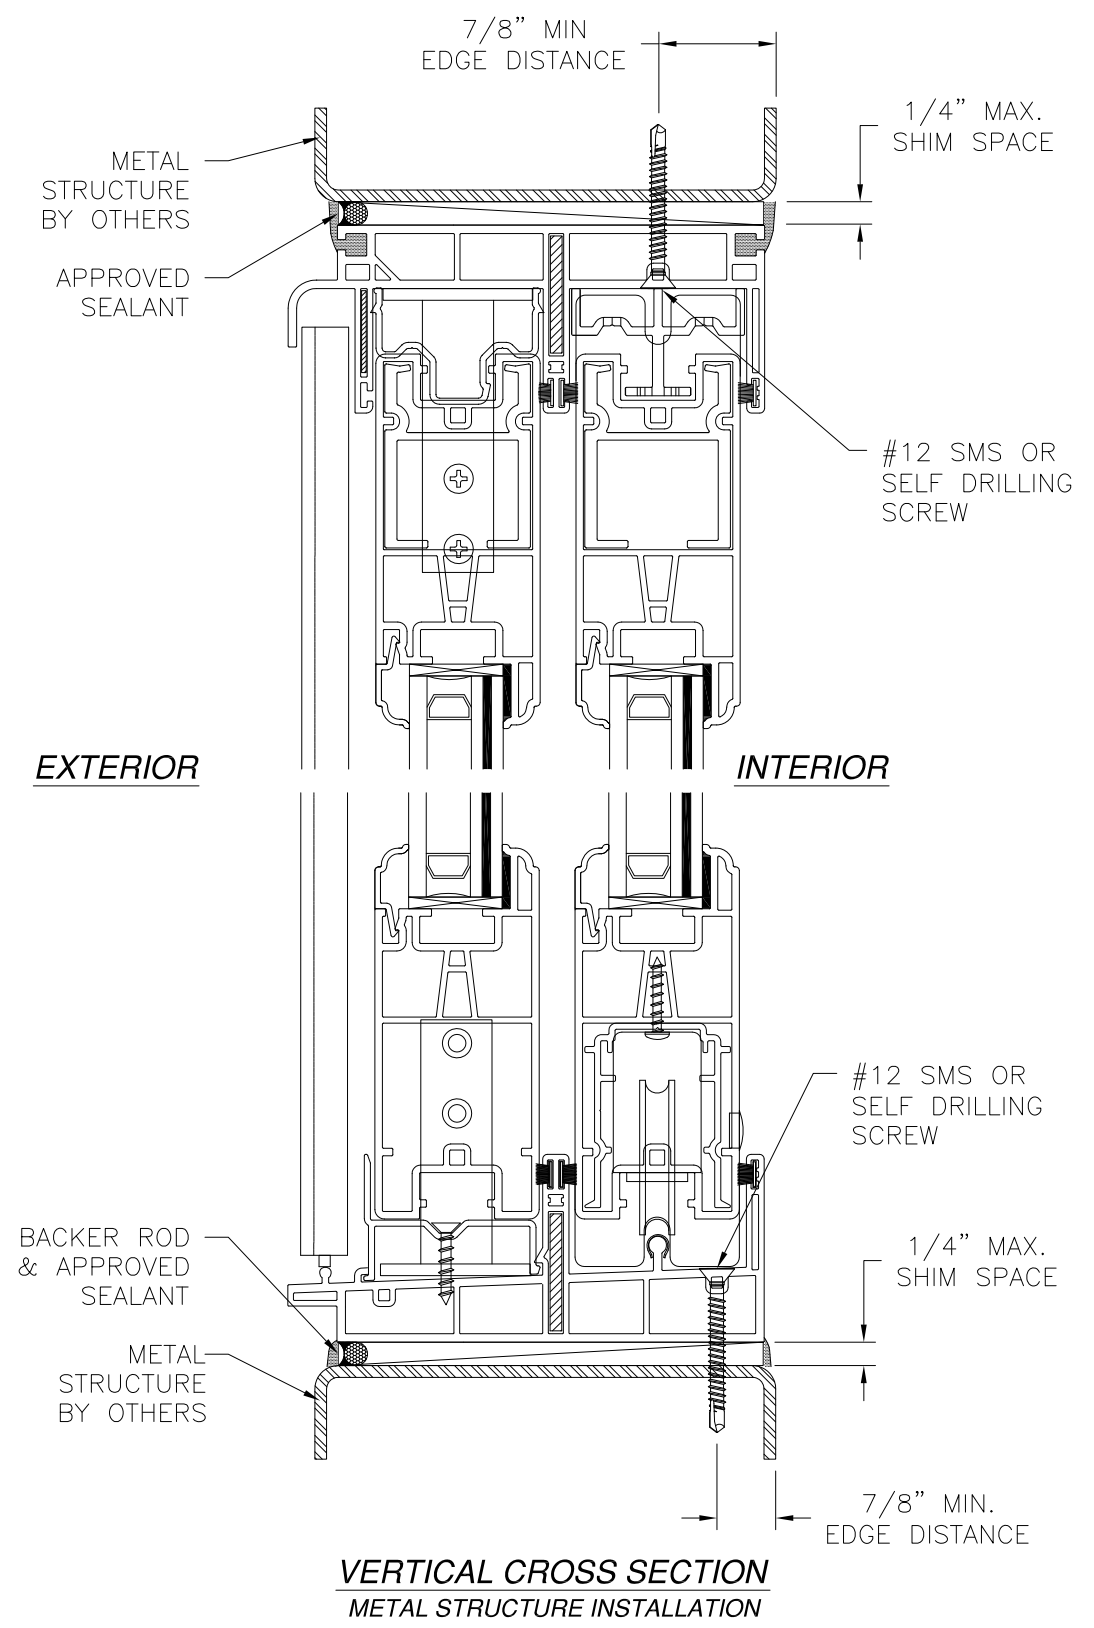 7/8” MIN
EDGE DISTANCE
1/4” MAX.
SHIM SPACE
METAL
STRUCTURE
BY OTHERS
APPROVED
SEALANT
#12 SMS OR
SELF DRILLING
SCREW
EXTERIOR
INTERIOR
#12 SMS OR
SELF DRILLING
SCREW
BACKER ROD
& APPROVED
SEALANT
1/4” MAX.
SHIM SPACE
METAL
STRUCTURE
BY OTHERS
7/8” MIN.
EDGE DISTANCE
VERTICAL CROSS SECTION
METAL STRUCTURE INSTALLATION